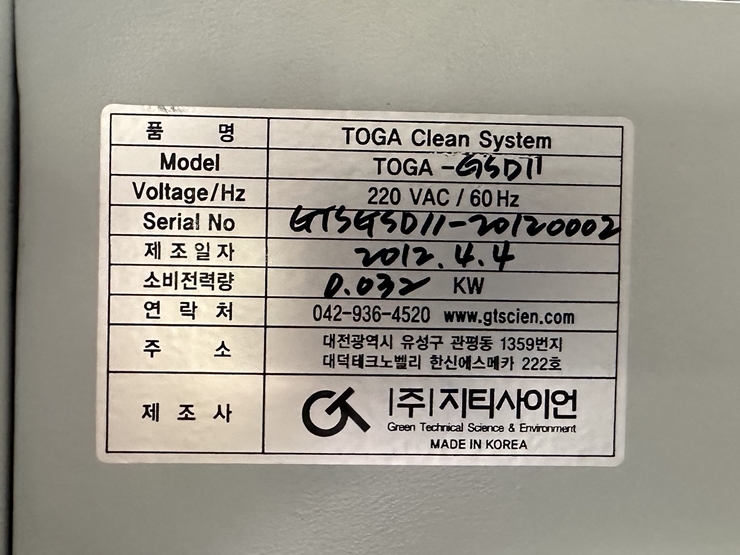 품 명 TOGA Clean System
Model TOGA-GSD11
Voltage/Hz 220 VAC / 60 Hz
Serial No GTSGSD11-20120002
제조일자 2012.4.4
소비전력량 0.032 KW
연락처 042-936-4520 www.gtscien.com
주 소 대전광역시 유성구 관평동 1359번지
대덕테크노벨리 한신에스메카 222호
제조사 (주)지티사이언
Green Technical Science & Environment
MADE IN KOREA